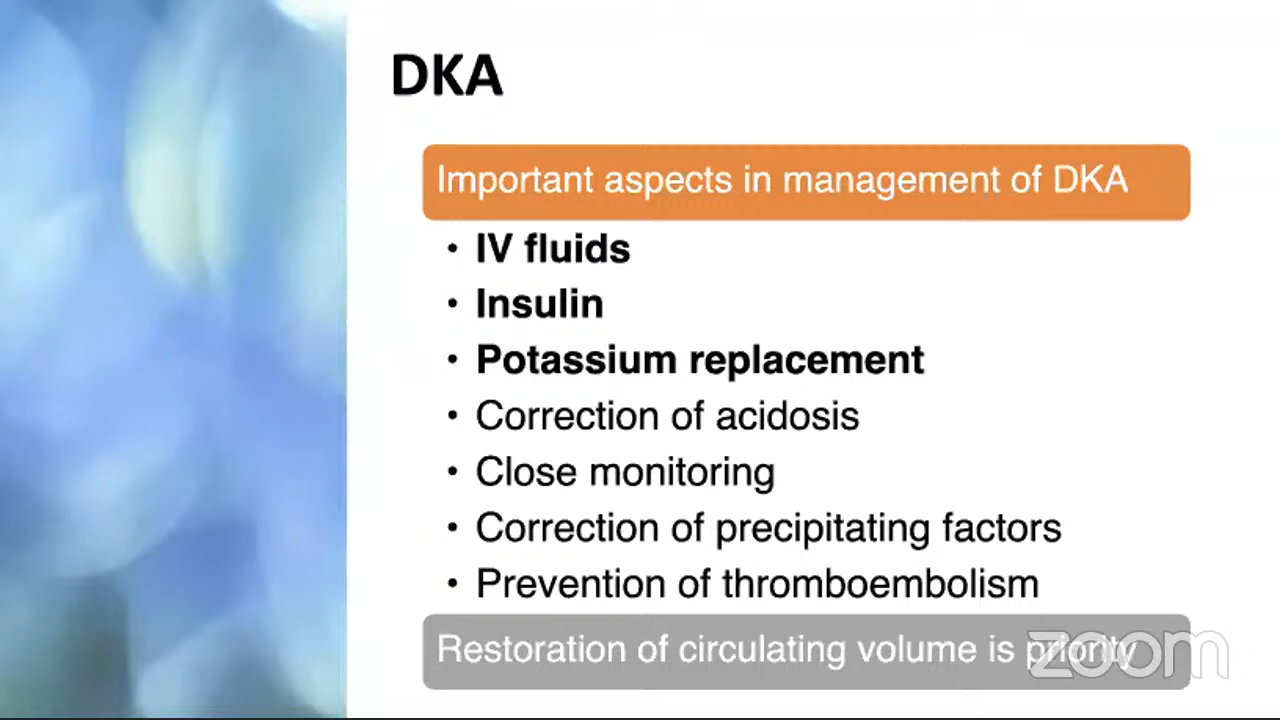 DKA
Important aspects in management of DKA
• IV fluids
• Insulin
• Potassium replacement
• Correction of acidosis
• Close monitoring
• Correction of precipitating factors
• Prevention of thromboembolism
Restoration of circulating volume is priority
zoom